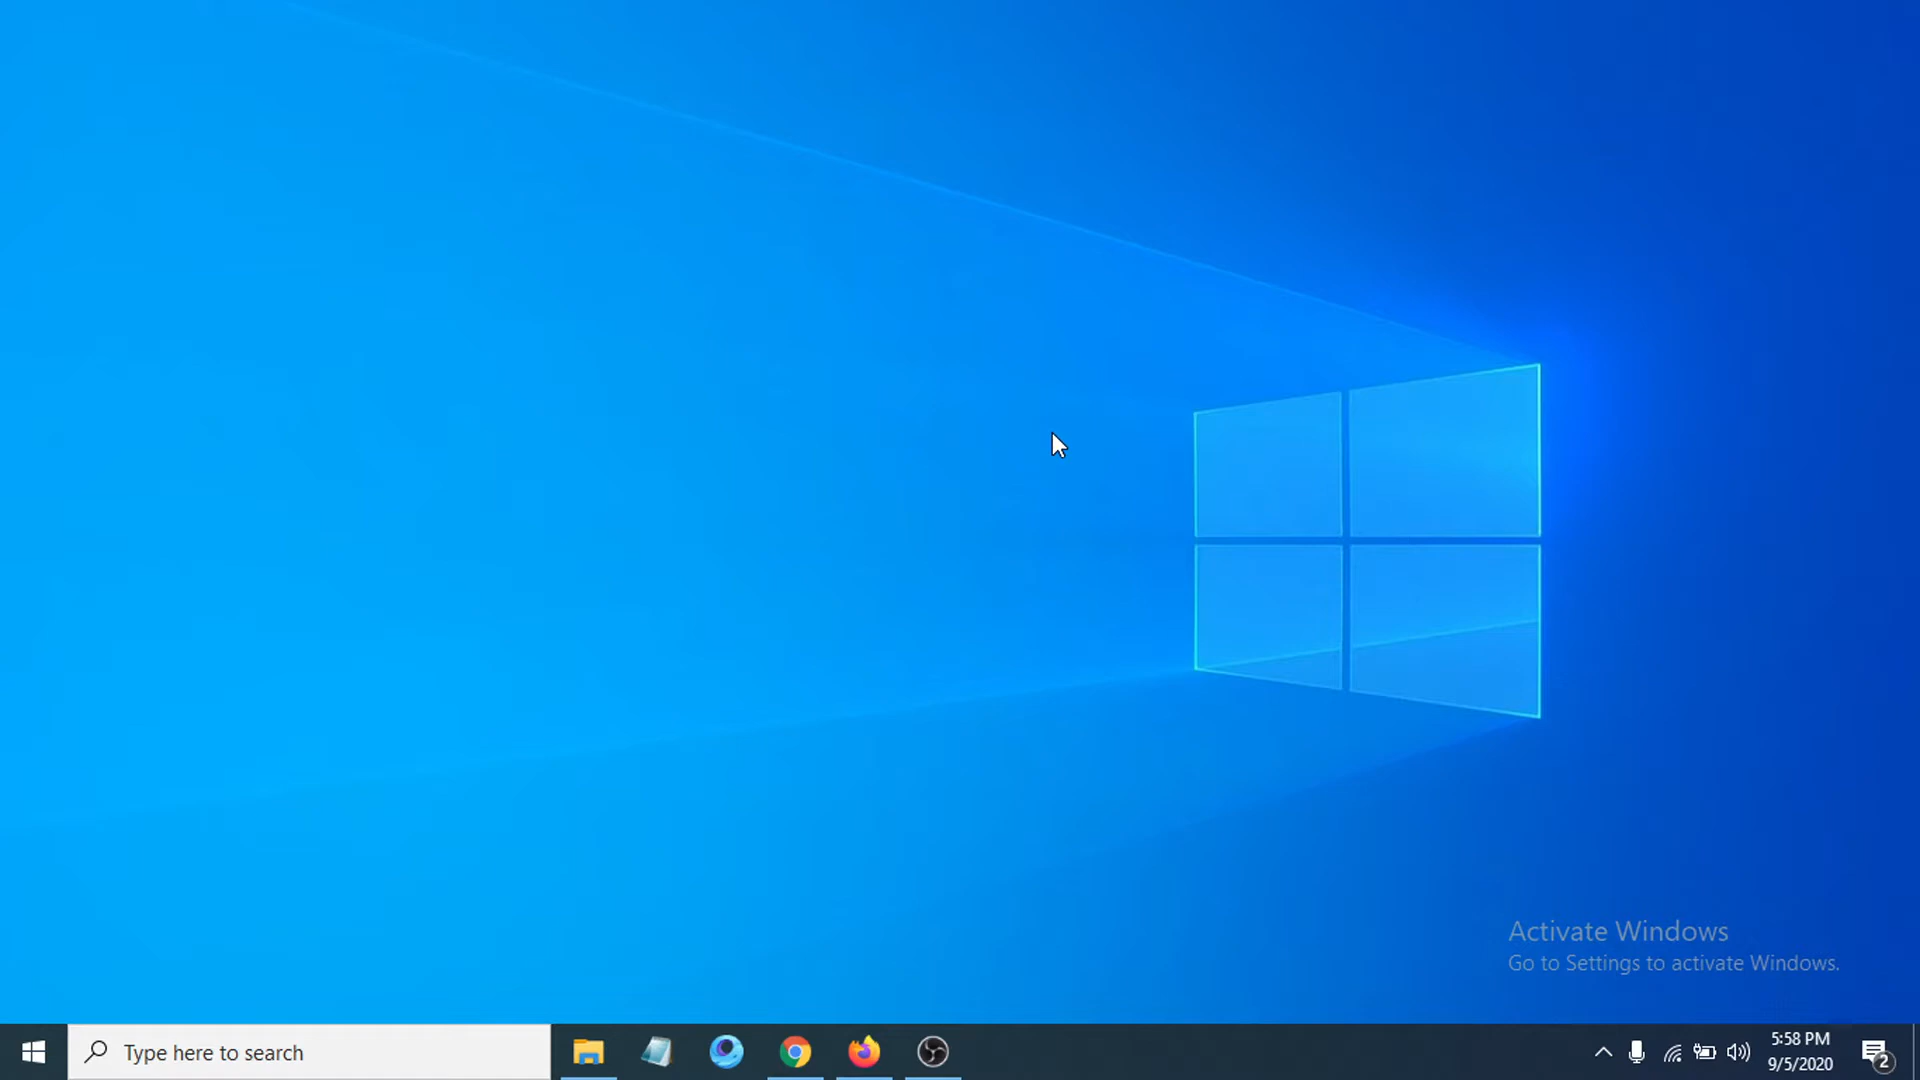 Activate Windows
Go to Settings to activate Windows.
Type here to search
5:58 PM
9/5/2020
2